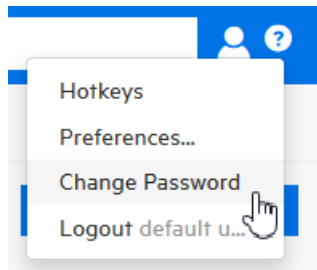 ?
Hotkeys
Preferences...
Change Password
Logout default u...